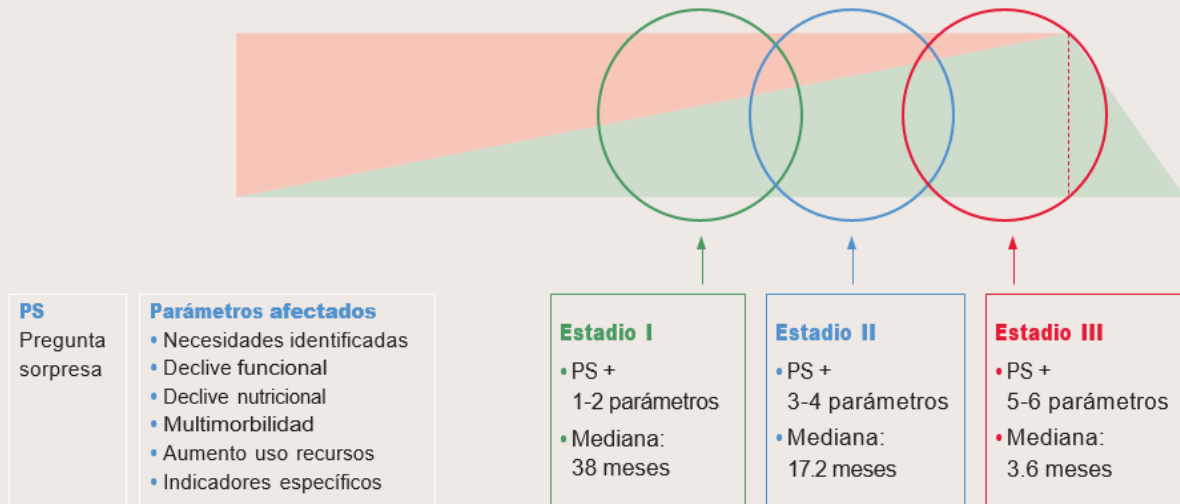 PS
Pregunta
sorpresa
Parámetros afectados
• Necesidades identificadas
• Declive funcional
• Declive nutricional
• Multimorbilidad
• Aumento uso recursos
• Indicadores específicos
Estadio I
• PS +
1-2 parámetros
• Mediana:
38 meses
Estadio II
• PS +
3-4 parámetros
• Mediana:
17.2 meses
Estadio III
• PS +
5-6 parámetros
• Mediana:
3.6 meses